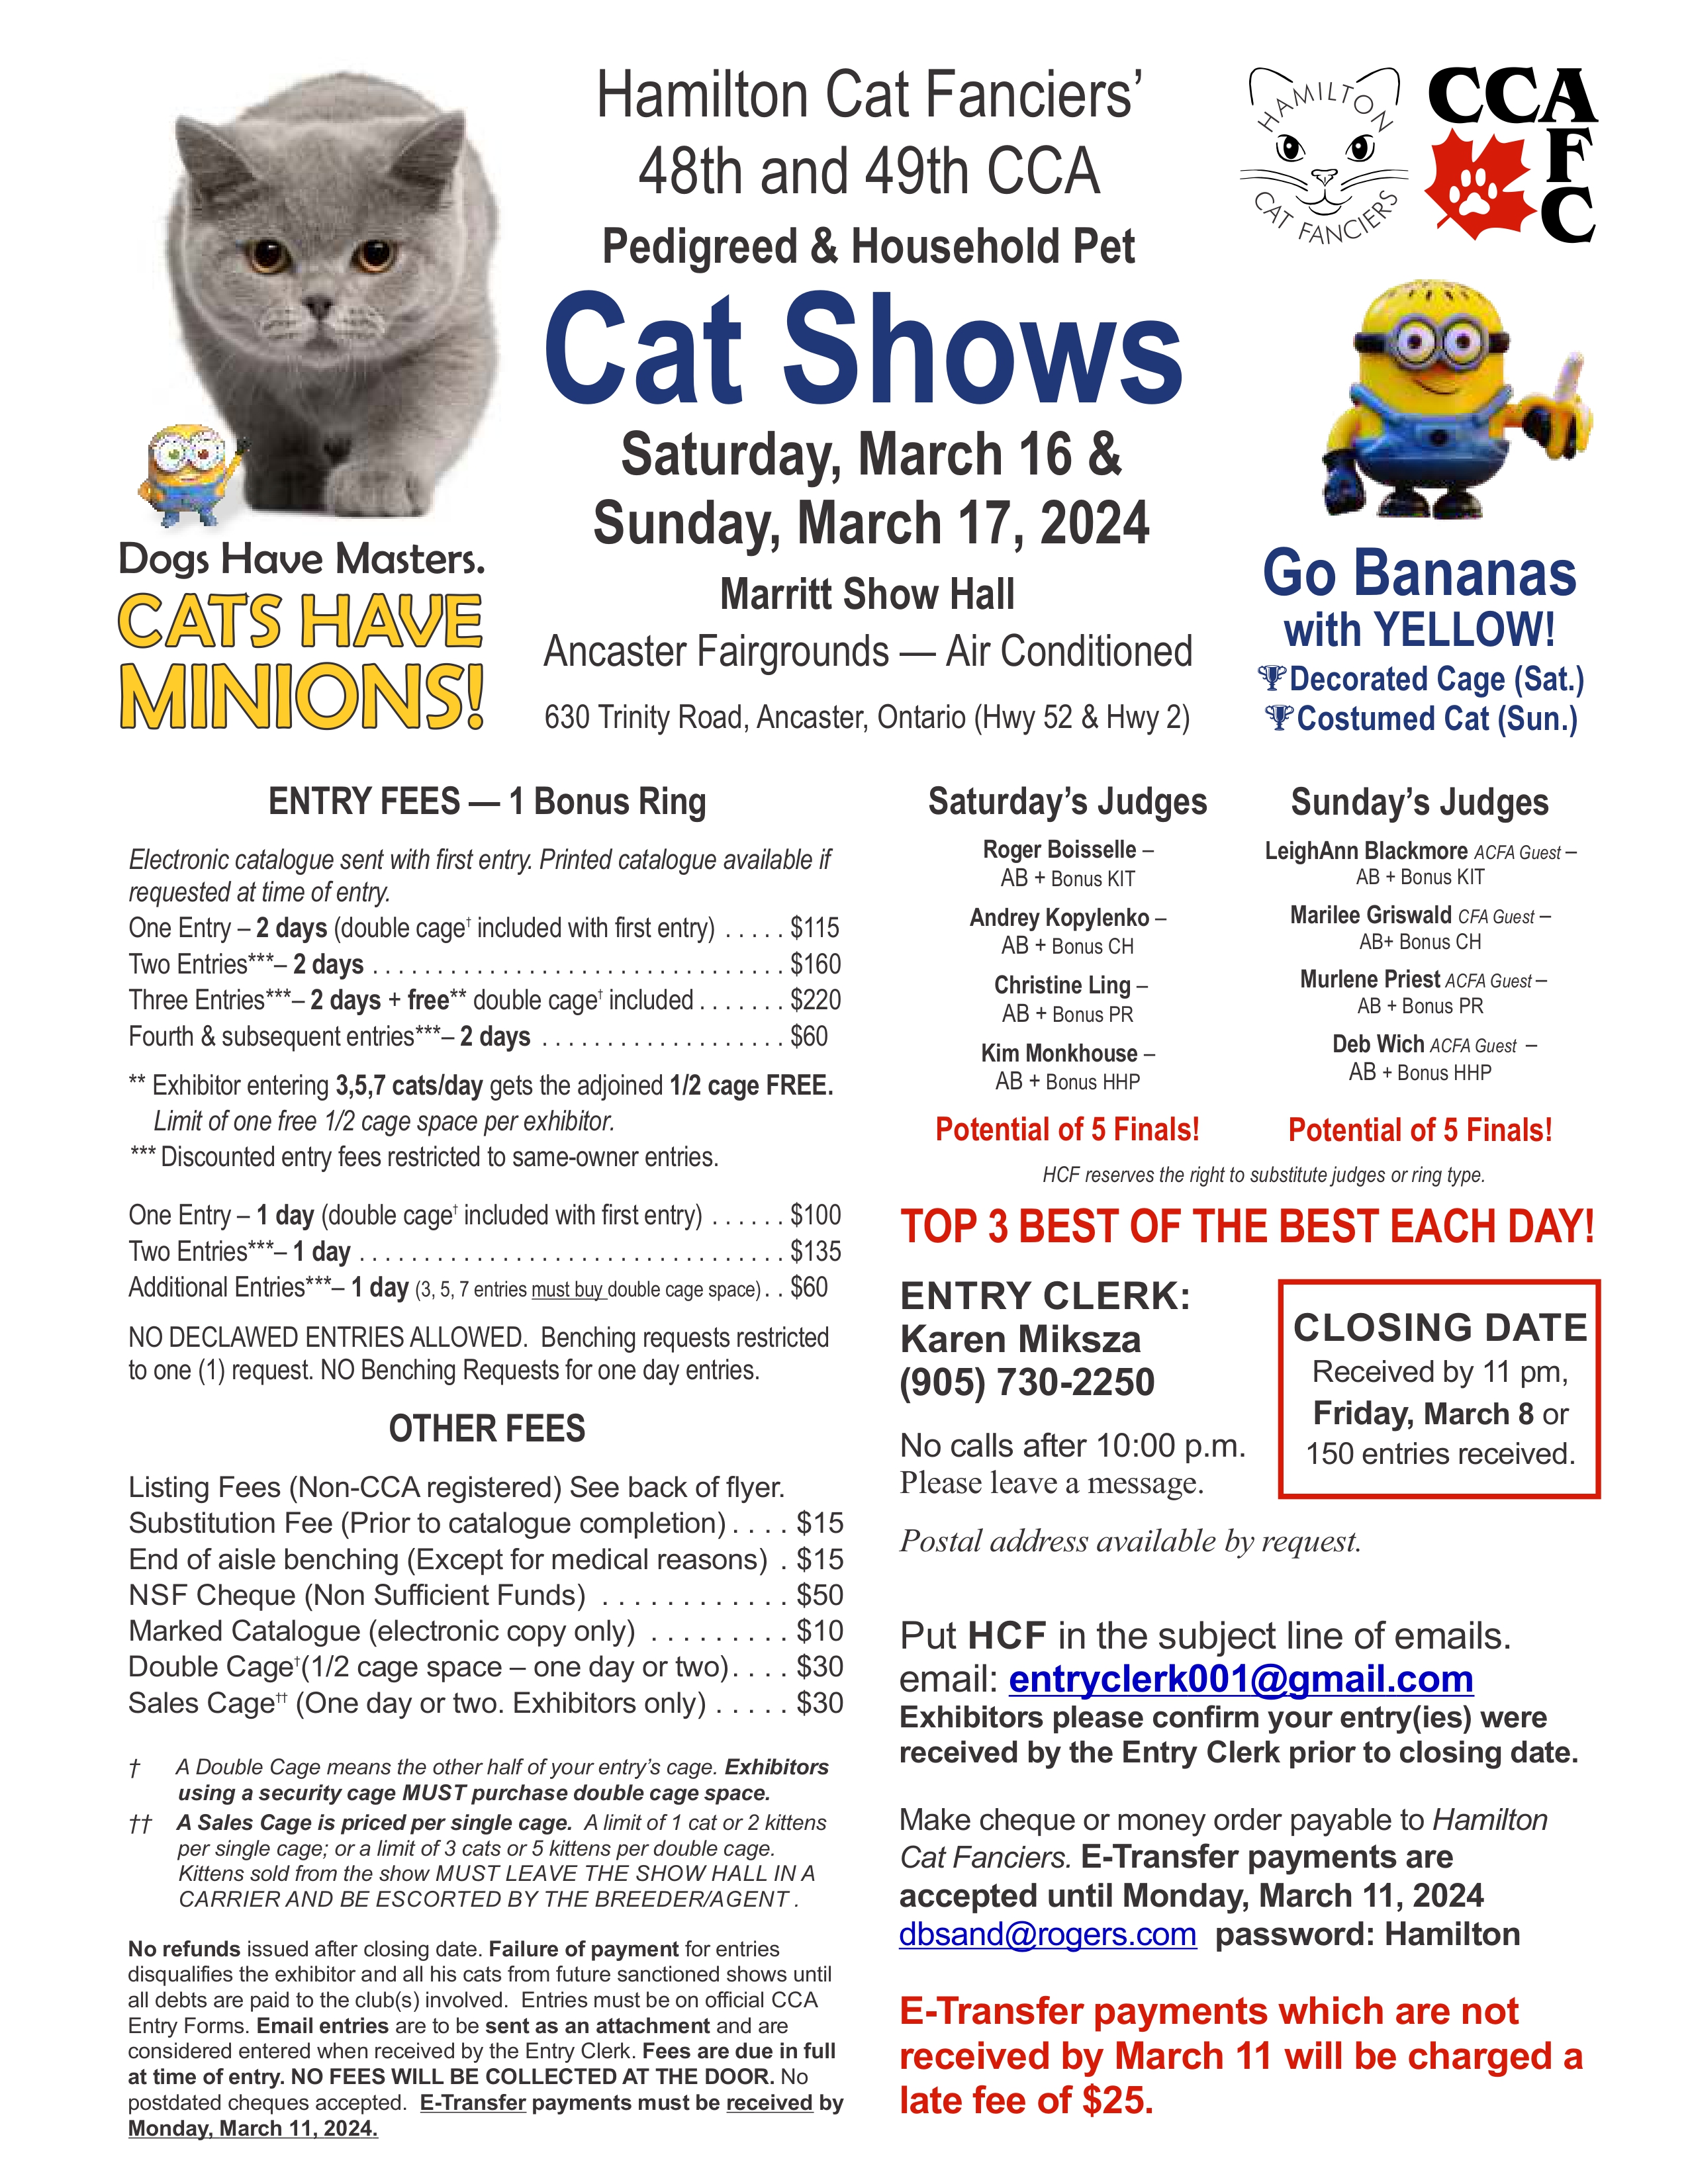 Hamilton Cat Fanciers’
48th and 49th CCA
Pedigreed & Household Pet
Cat Shows
Saturday, March 16 &
Sunday, March 17, 2024
Marritt Show Hall
Ancaster Fairgrounds — Air Conditioned
630 Trinity Road, Ancaster, Ontario (Hwy 52 & Hwy 2)
Dogs Have Masters.
CATS HAVE
MINIONS!
HAMILTON
CAT FANCIERS
CCA
F
C
Go Bananas
with YELLOW!
🏆Decorated Cage (Sat.)
🏆Costumed Cat (Sun.)
ENTRY FEES — 1 Bonus Ring
Electronic catalogue sent with first entry. Printed catalogue available if
requested at time of entry.
One Entry – 2 days (double cage† included with first entry) . . . . . $115
Two Entries***– 2 days . . . . . . . . . . . . . . . . . . . . . . . . . . . . . . . . $160
Three Entries***– 2 days + free** double cage† included . . . . . . . $220
Fourth & subsequent entries***– 2 days . . . . . . . . . . . . . . . . . . . $60
** Exhibitor entering 3,5,7 cats/day gets the adjoined 1/2 cage FREE.
Limit of one free 1/2 cage space per exhibitor.
*** Discounted entry fees restricted to same-owner entries.
One Entry – 1 day (double cage† included with first entry) . . . . . . $100
Two Entries***– 1 day . . . . . . . . . . . . . . . . . . . . . . . . . . . . . . . . . $135
Additional Entries***– 1 day (3, 5, 7 entries must buy double cage space) . . $60
NO DECLAWED ENTRIES ALLOWED. Benching requests restricted
to one (1) request. NO Benching Requests for one day entries.
OTHER FEES
Listing Fees (Non-CCA registered) See back of flyer.
Substitution Fee (Prior to catalogue completion) . . . . $15
End of aisle benching (Except for medical reasons) . $15
NSF Cheque (Non Sufficient Funds) . . . . . . . . . . . . $50
Marked Catalogue (electronic copy only) . . . . . . . . . $10
Double Cage†(1/2 cage space – one day or two) . . . . $30
Sales Cage†† (One day or two. Exhibitors only) . . . . . $30
† A Double Cage means the other half of your entry’s cage. Exhibitors
using a security cage MUST purchase double cage space.
†† A Sales Cage is priced per single cage. A limit of 1 cat or 2 kittens
per single cage; or a limit of 3 cats or 5 kittens per double cage.
Kittens sold from the show MUST LEAVE THE SHOW HALL IN A
CARRIER AND BE ESCORTED BY THE BREEDER/AGENT .
No refunds issued after closing date. Failure of payment for entries
disqualifies the exhibitor and all his cats from future sanctioned shows until
all debts are paid to the club(s) involved. Entries must be on official CCA
Entry Forms. Email entries are to be sent as an attachment and are
considered entered when received by the Entry Clerk. Fees are due in full
at time of entry. NO FEES WILL BE COLLECTED AT THE DOOR. No
postdated cheques accepted. E-Transfer payments must be received by
Monday, March 11, 2024.
Saturday’s Judges
Roger Boisselle –
AB + Bonus KIT
Andrey Kopylenko –
AB + Bonus CH
Christine Ling –
AB + Bonus PR
Kim Monkhouse –
AB + Bonus HHP
Potential of 5 Finals!
Sunday’s Judges
LeighAnn Blackmore ACFA Guest –
AB + Bonus KIT
Marilee Griswald CFA Guest –
AB+ Bonus CH
Murlene Priest ACFA Guest –
AB + Bonus PR
Deb Wich ACFA Guest –
AB + Bonus HHP
Potential of 5 Finals!
HCF reserves the right to substitute judges or ring type.
TOP 3 BEST OF THE BEST EACH DAY!
ENTRY CLERK:
Karen Miksza
(905) 730-2250
No calls after 10:00 p.m.
Please leave a message.
Postal address available by request.
CLOSING DATE
Received by 11 pm,
Friday, March 8 or
150 entries received.
Put HCF in the subject line of emails.
email: entryclerk001@gmail.com
Exhibitors please confirm your entry(ies) were
received by the Entry Clerk prior to closing date.
Make cheque or money order payable to Hamilton
Cat Fanciers. E-Transfer payments are
accepted until Monday, March 11, 2024
dbsand@rogers.com password: Hamilton
E-Transfer payments which are not
received by March 11 will be charged a
late fee of $25.